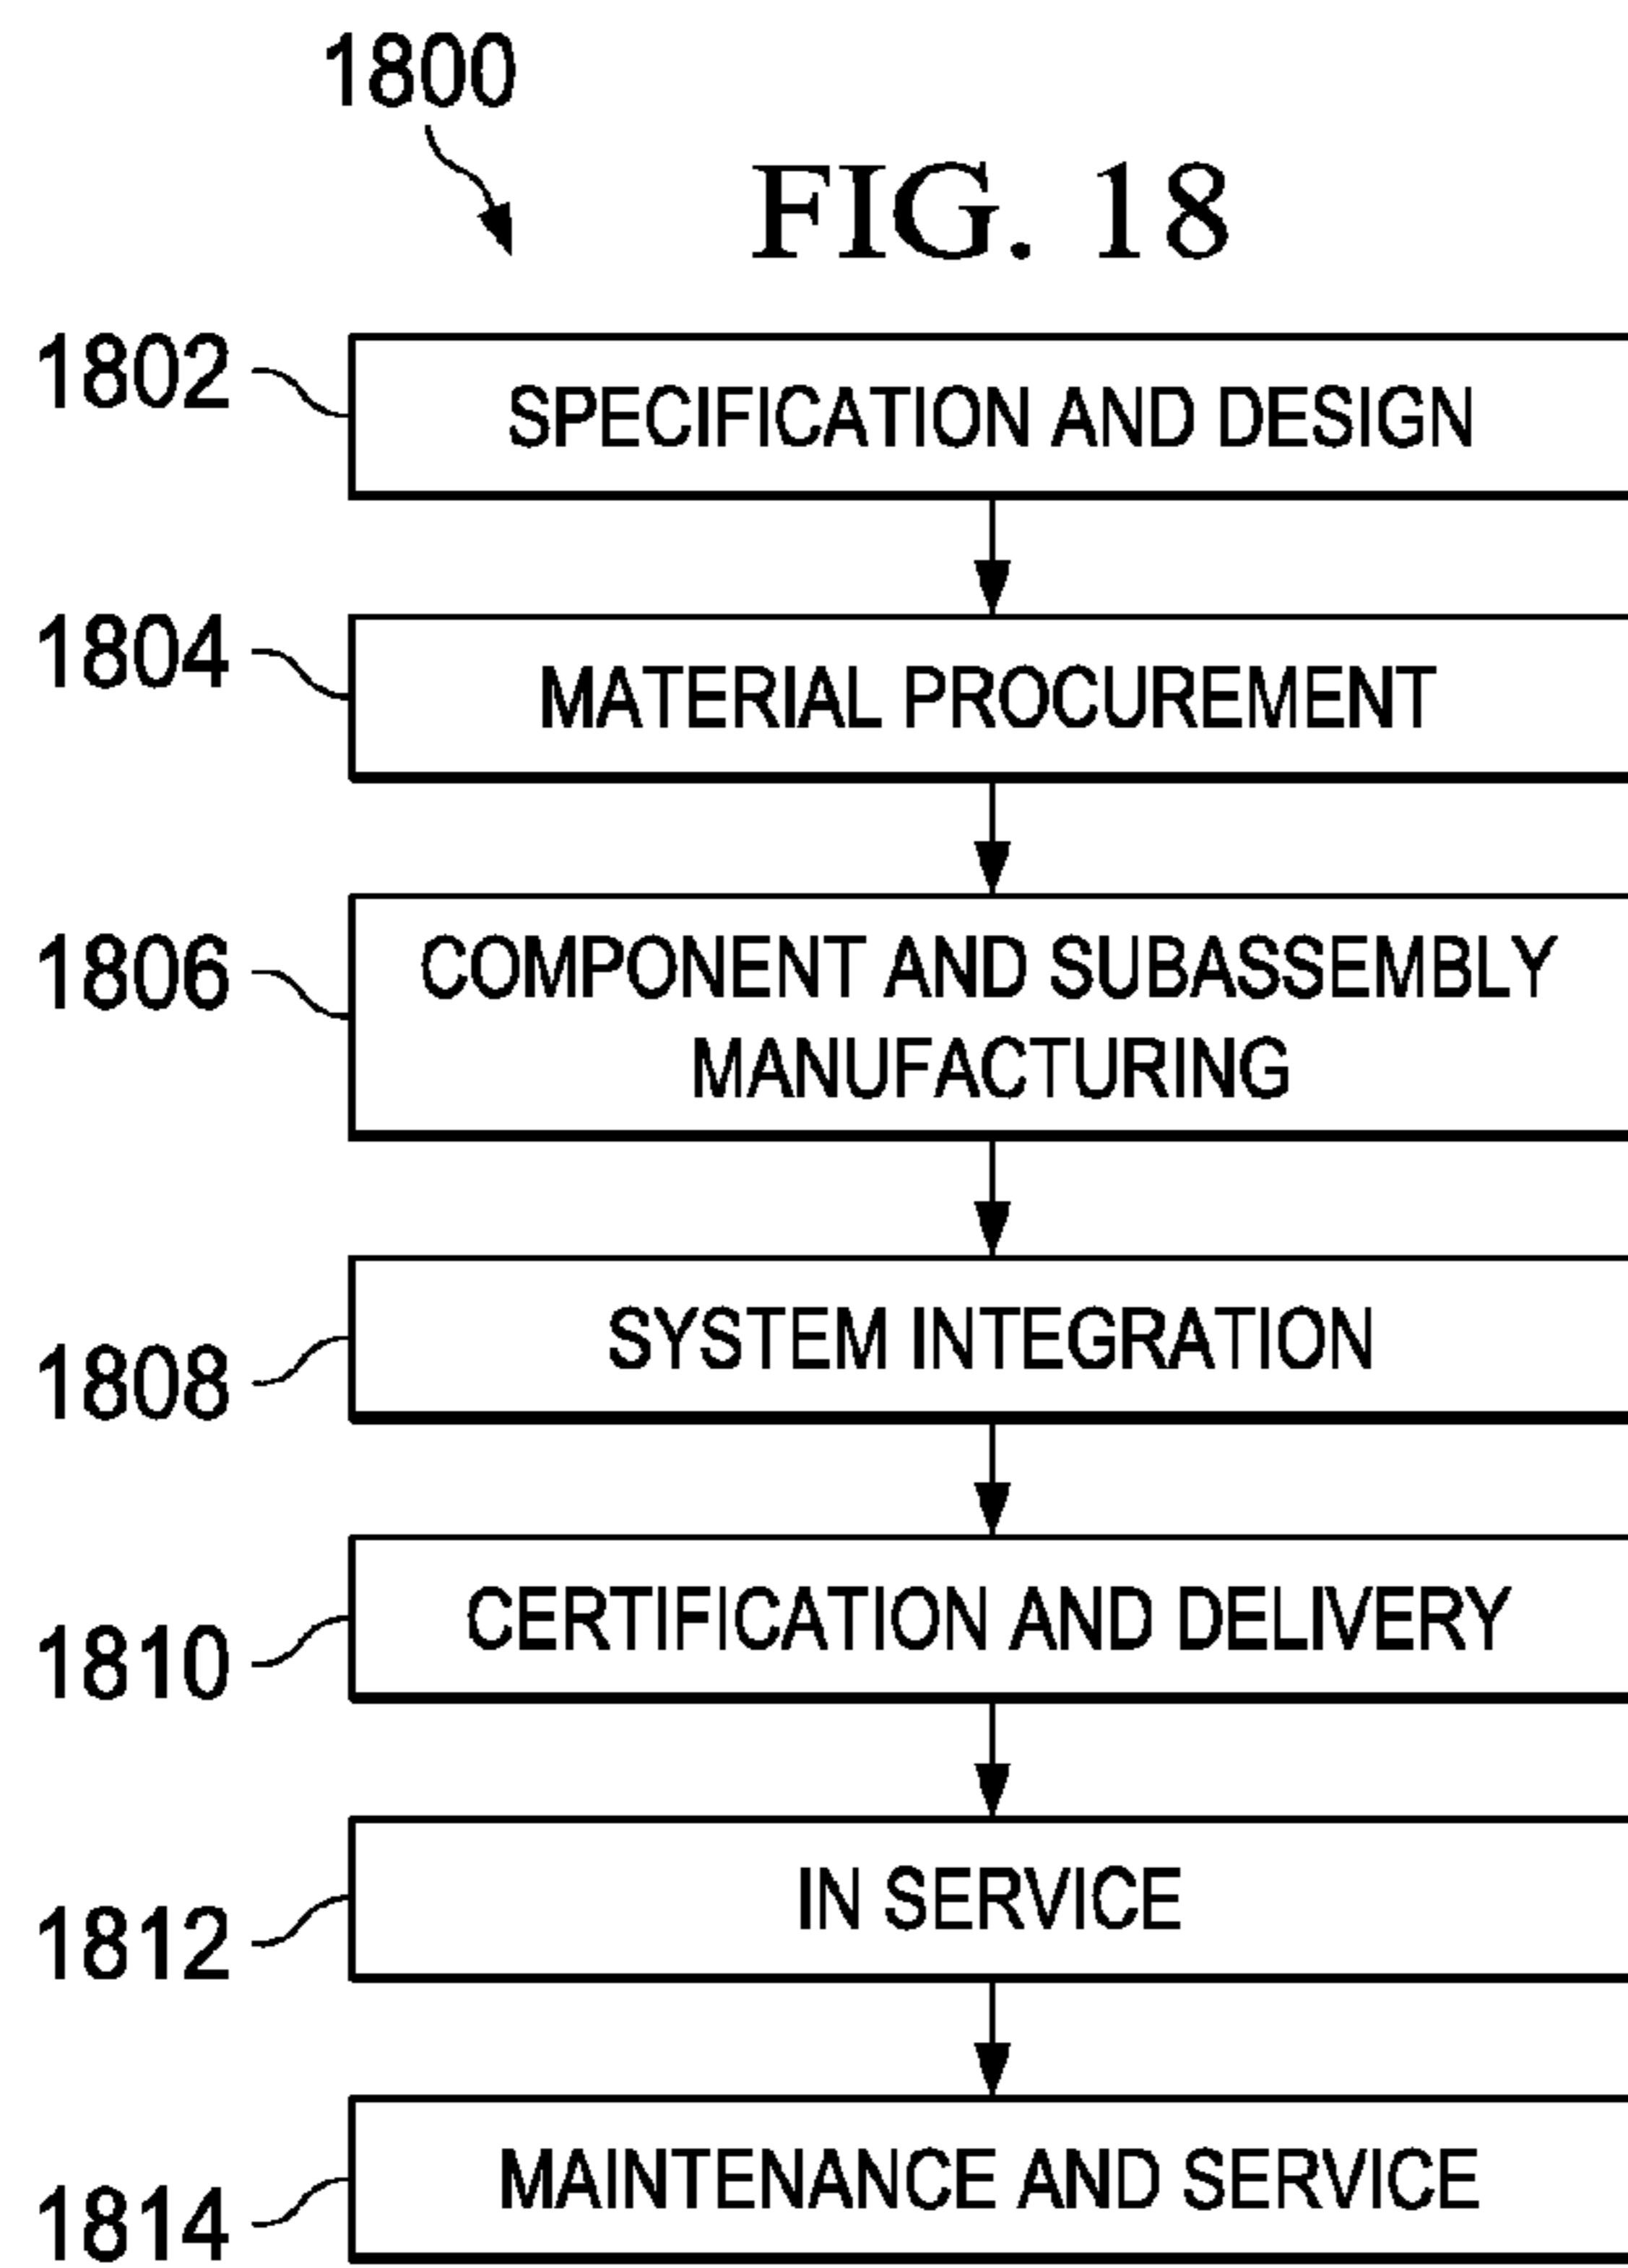 1800
FIG. 18
1802
SPECIFICATION AND DESIGN
1804
MATERIAL PROCUREMENT
1806
COMPONENT AND SUBASSEMBLY
MANUFACTURING
1808
SYSTEM INTEGRATION
1810
CERTIFICATION AND DELIVERY
1812
IN SERVICE
1814
MAINTENANCE AND SERVICE